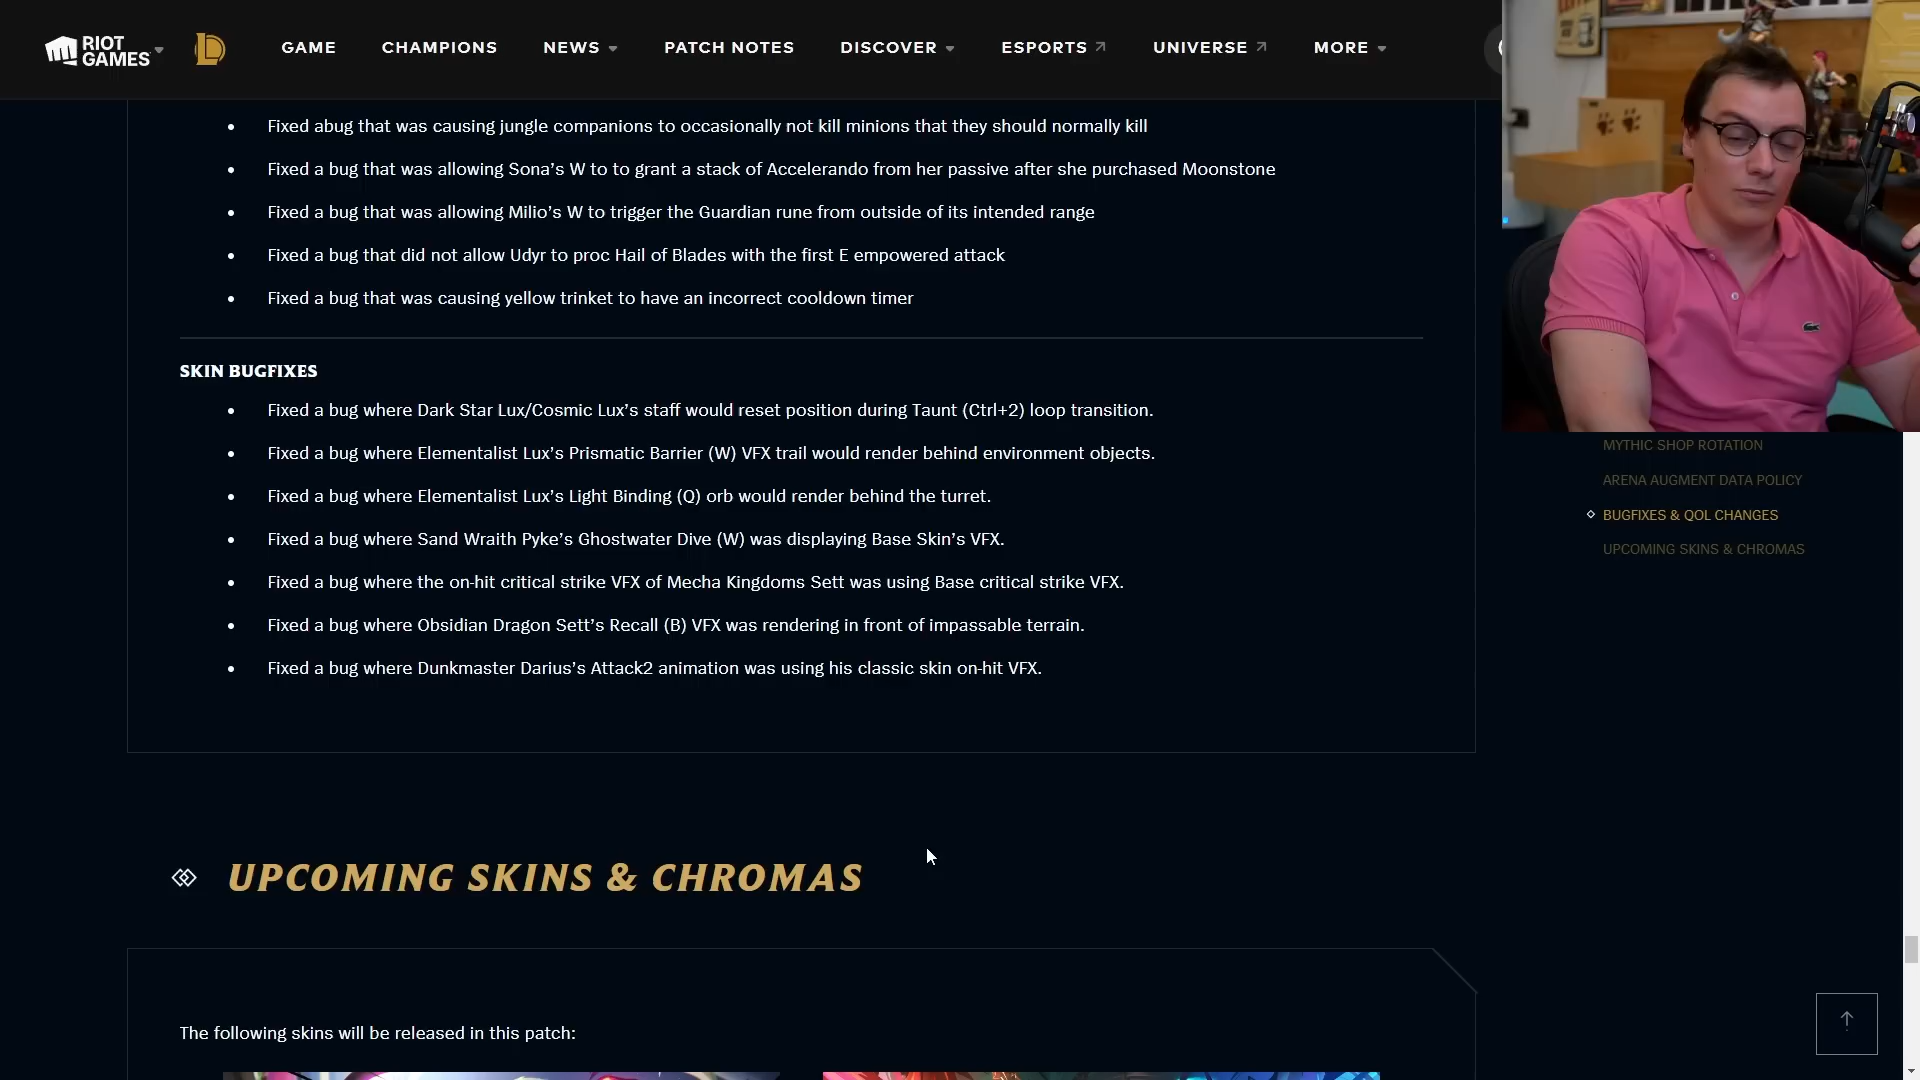 RIOT GAMES
GAME
CHAMPIONS
NEWS
PATCH NOTES
DISCOVER
ESPORTS
UNIVERSE
MORE
Fixed abug that was causing jungle companions to occasionally not kill minions that they should normally kill
Fixed a bug that was allowing Sona’s W to to grant a stack of Accelerando from her passive after she purchased Moonstone
Fixed a bug that was allowing Milio’s W to trigger the Guardian rune from outside of its intended range
Fixed a bug that did not allow Udyr to proc Hail of Blades with the first E empowered attack
Fixed a bug that was causing yellow trinket to have an incorrect cooldown timer
SKIN BUGFIXES
Fixed a bug where Dark Star Lux/Cosmic Lux’s staff would reset position during Taunt (Ctrl+2) loop transition.
Fixed a bug where Elementalist Lux’s Prismatic Barrier (W) VFX trail would render behind environment objects.
Fixed a bug where Elementalist Lux’s Light Binding (Q) orb would render behind the turret.
Fixed a bug where Sand Wraith Pyke’s Ghostwater Dive (W) was displaying Base Skin’s VFX.
Fixed a bug where the on-hit critical strike VFX of Mecha Kingdoms Sett was using Base critical strike VFX.
Fixed a bug where Obsidian Dragon Sett’s Recall (B) VFX was rendering in front of impassable terrain.
Fixed a bug where Dunkmaster Darius’s Attack2 animation was using his classic skin on-hit VFX.
UPCOMING SKINS & CHROMAS
The following skins will be released in this patch:
MYTHIC SHOP ROTATION
ARENA AUGMENT DATA POLICY
BUGFIXES & QOL CHANGES
UPCOMING SKINS & CHROMAS